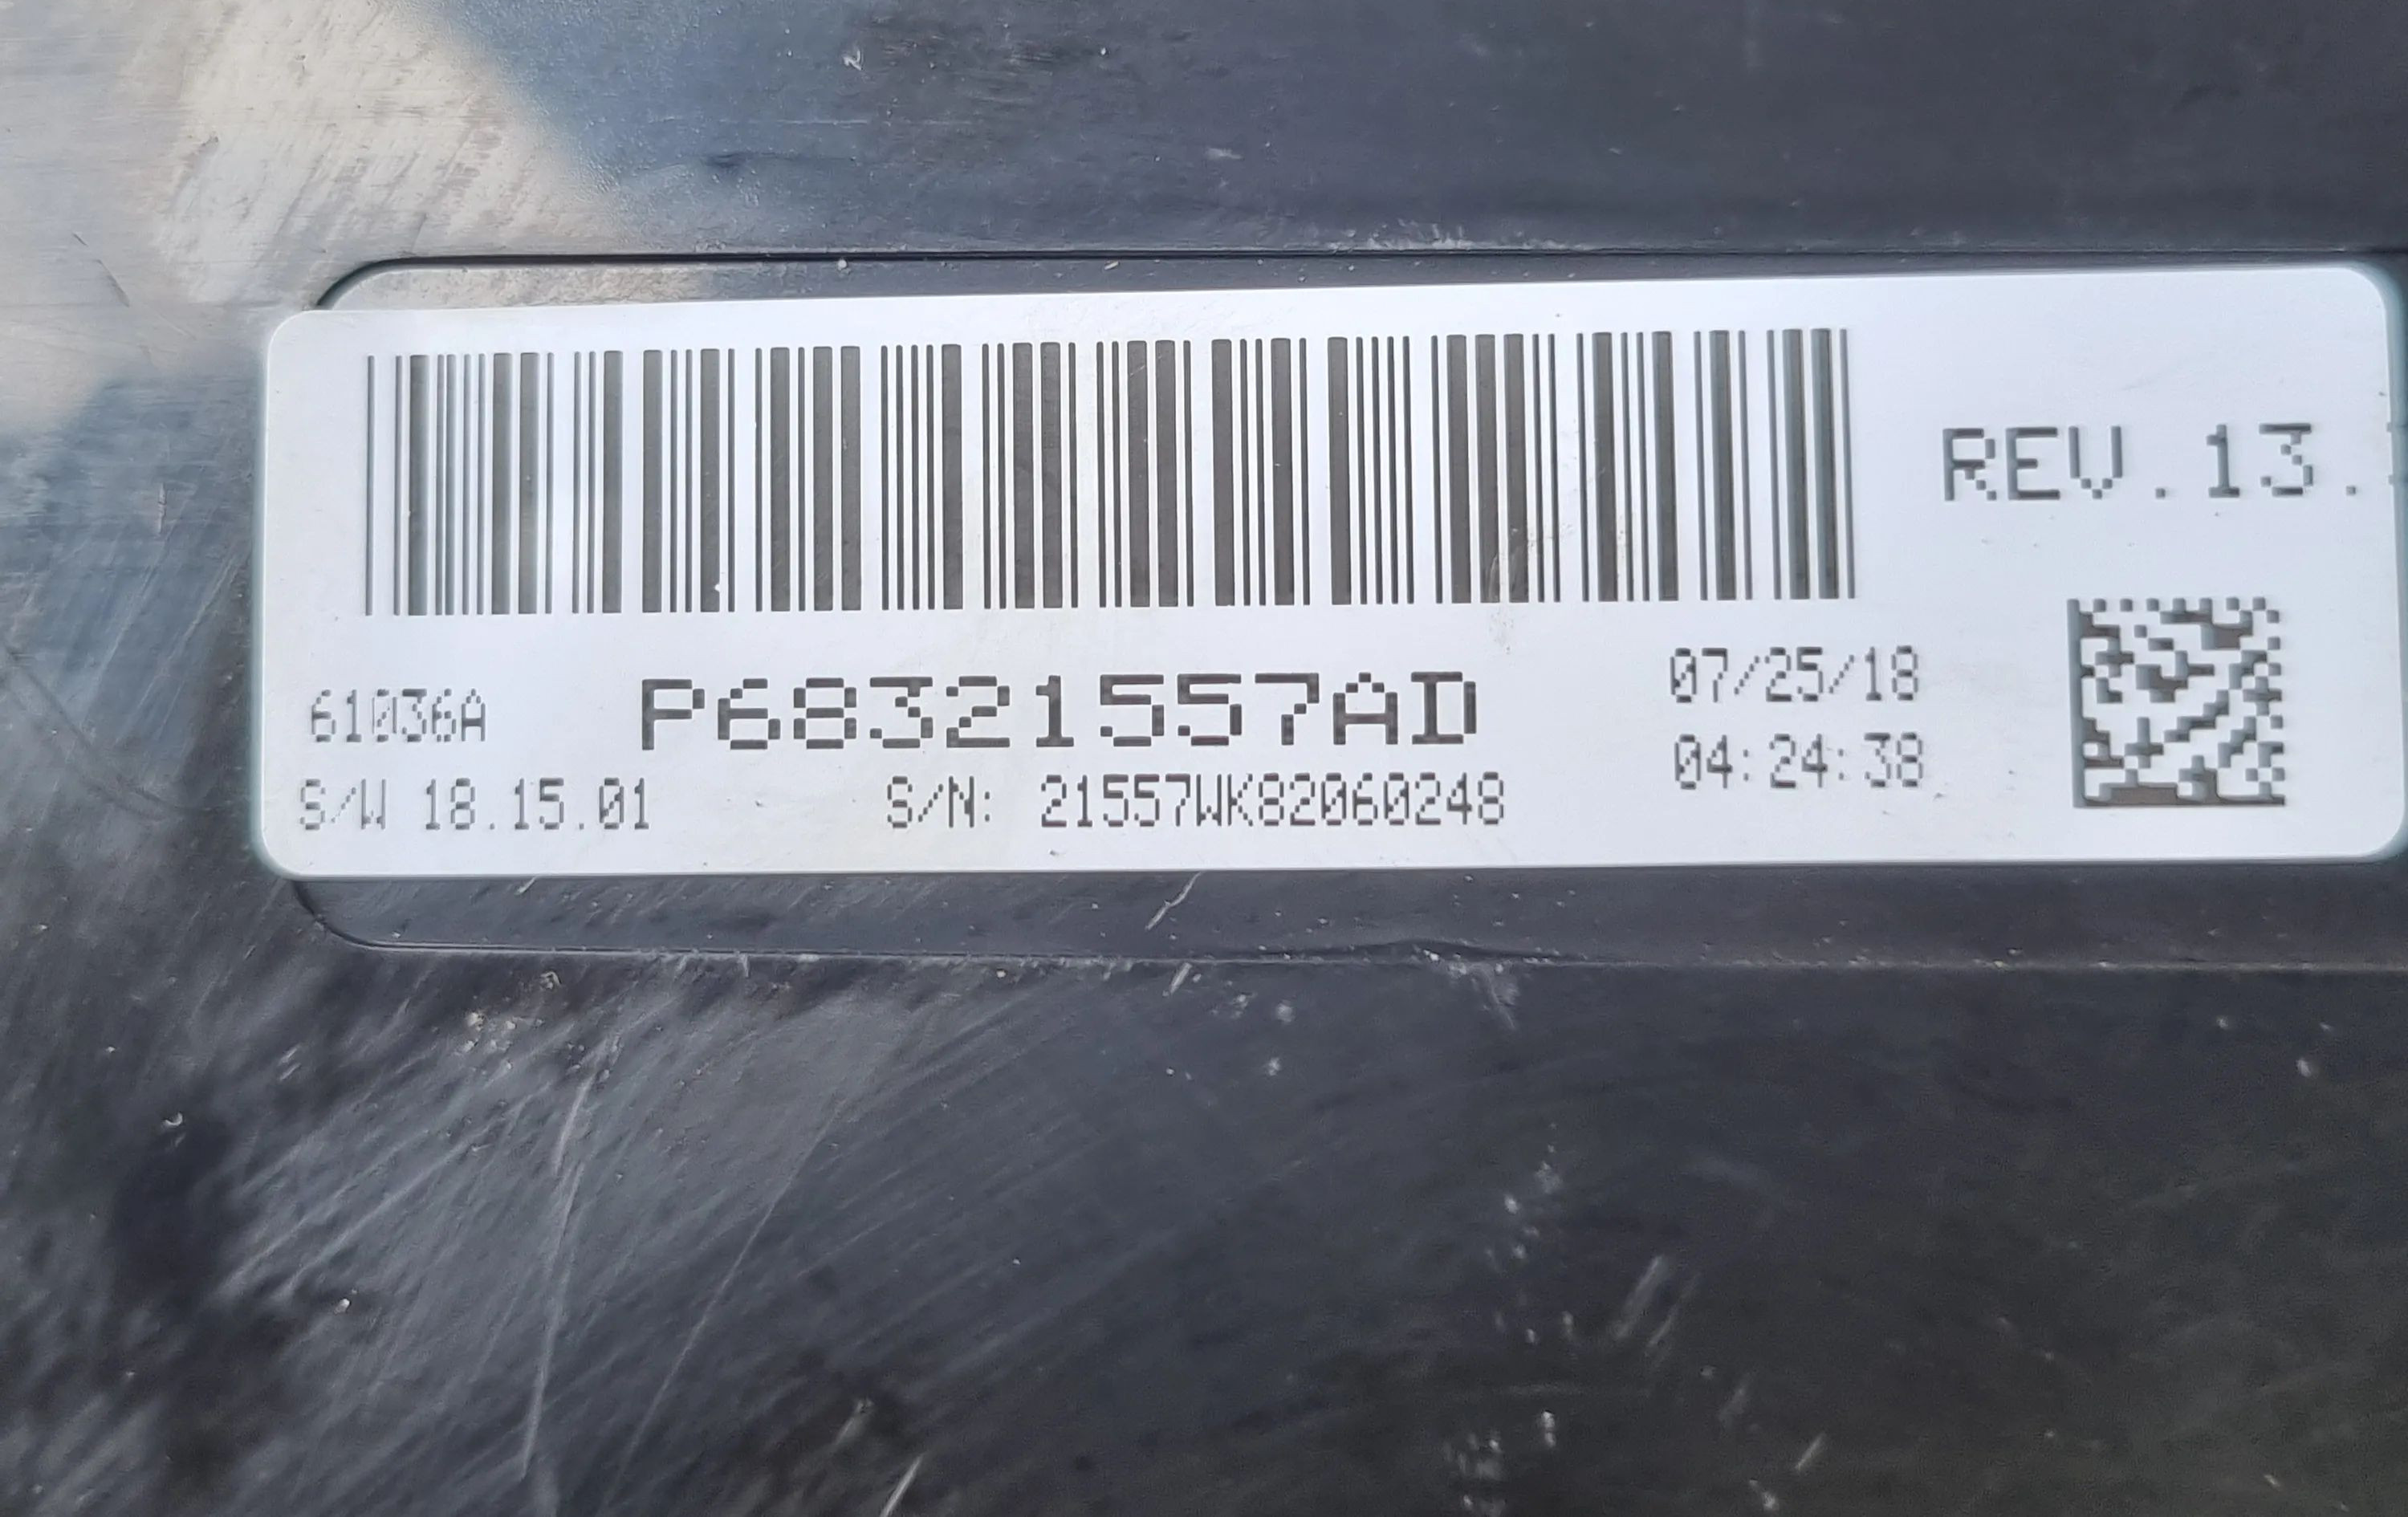 REV.13.
61036A P68321557AD 07/25/18
04:24:38
S/W 18.15.01 S/N: 21557WK82060248